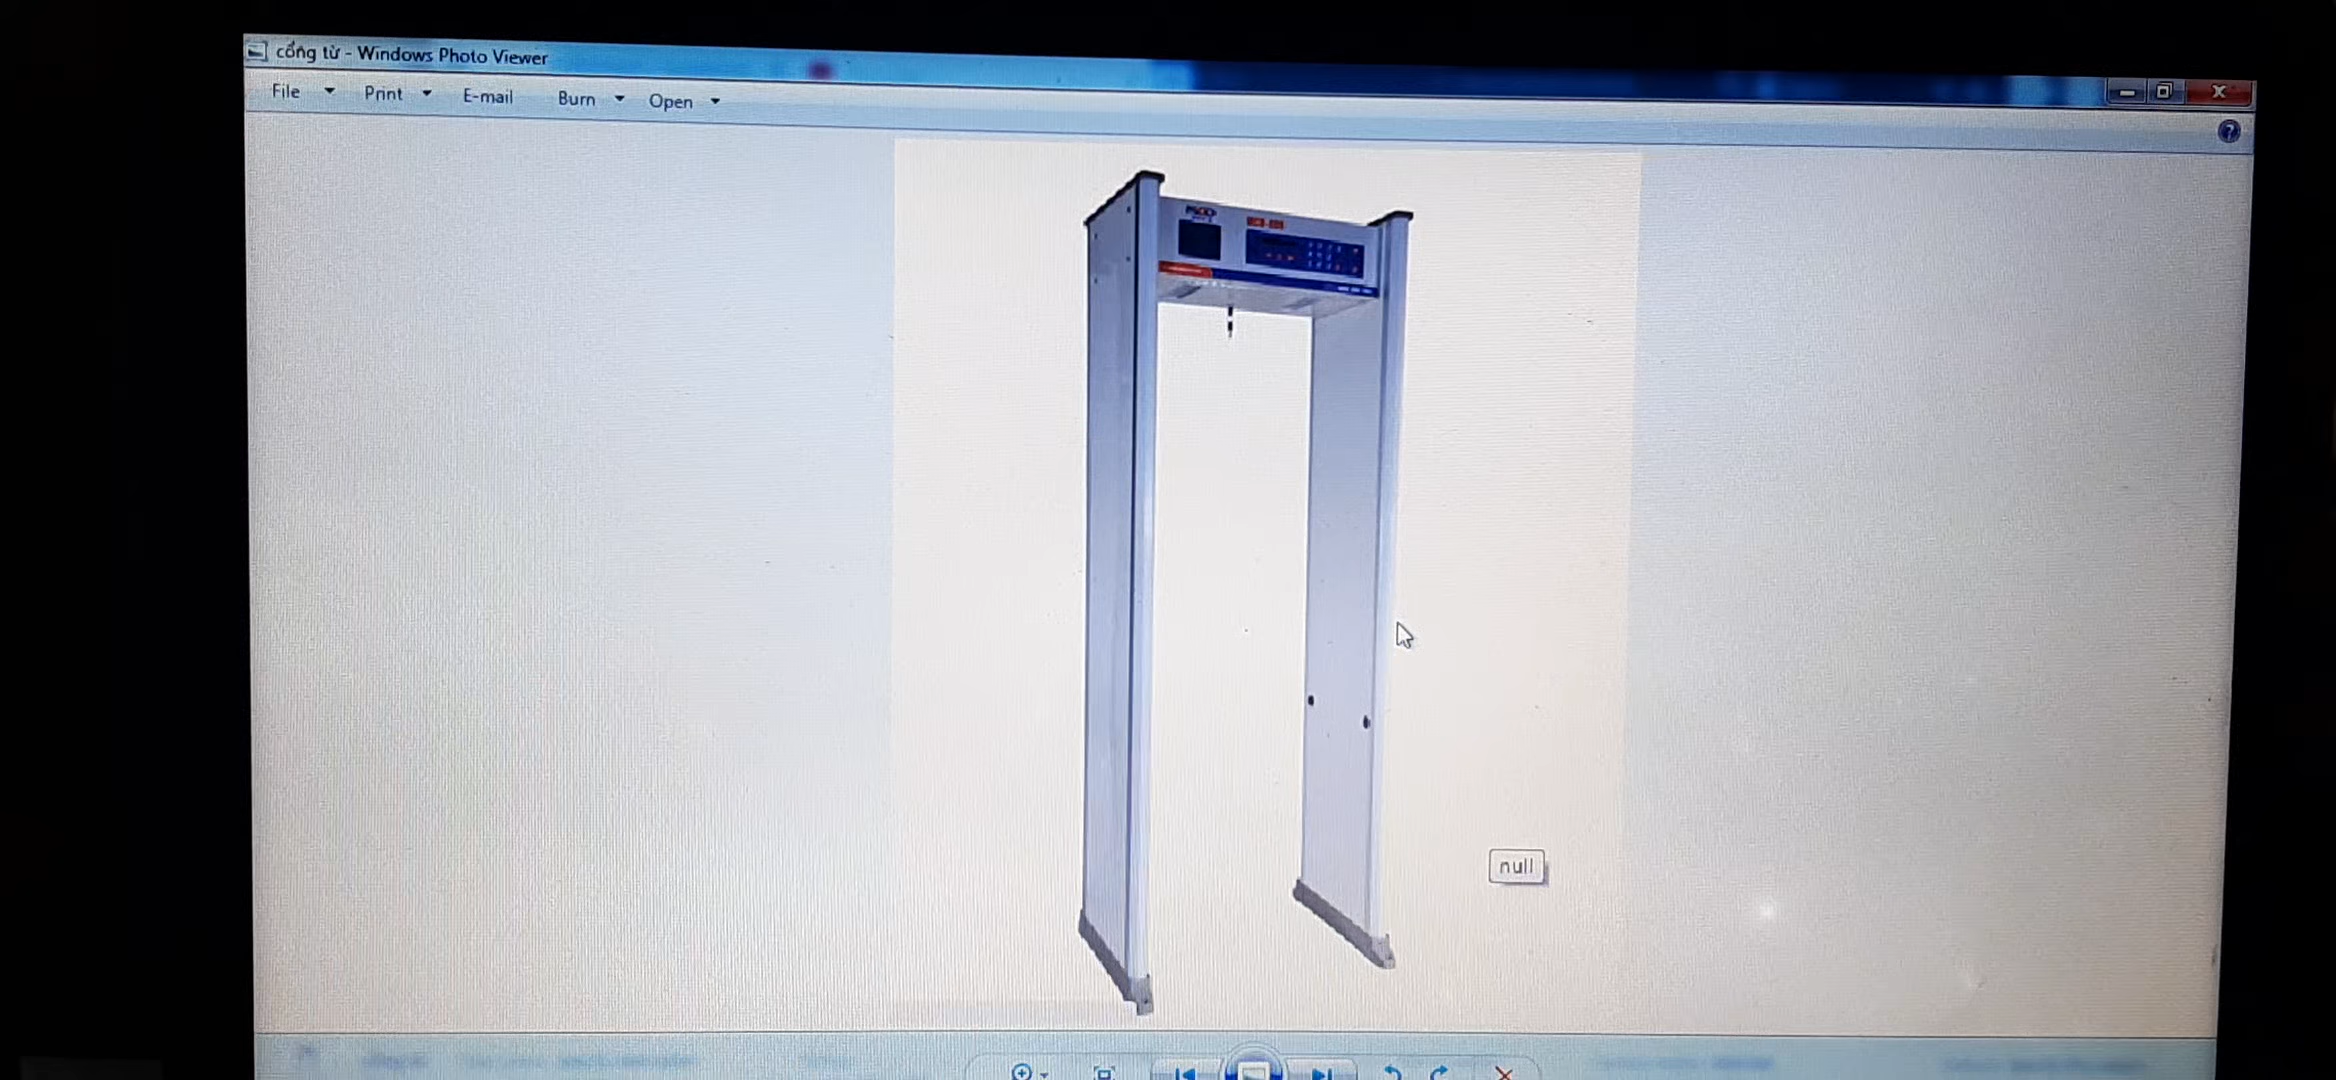 cổng từ - Windows Photo Viewer
File Print E-mail Burn Open
null